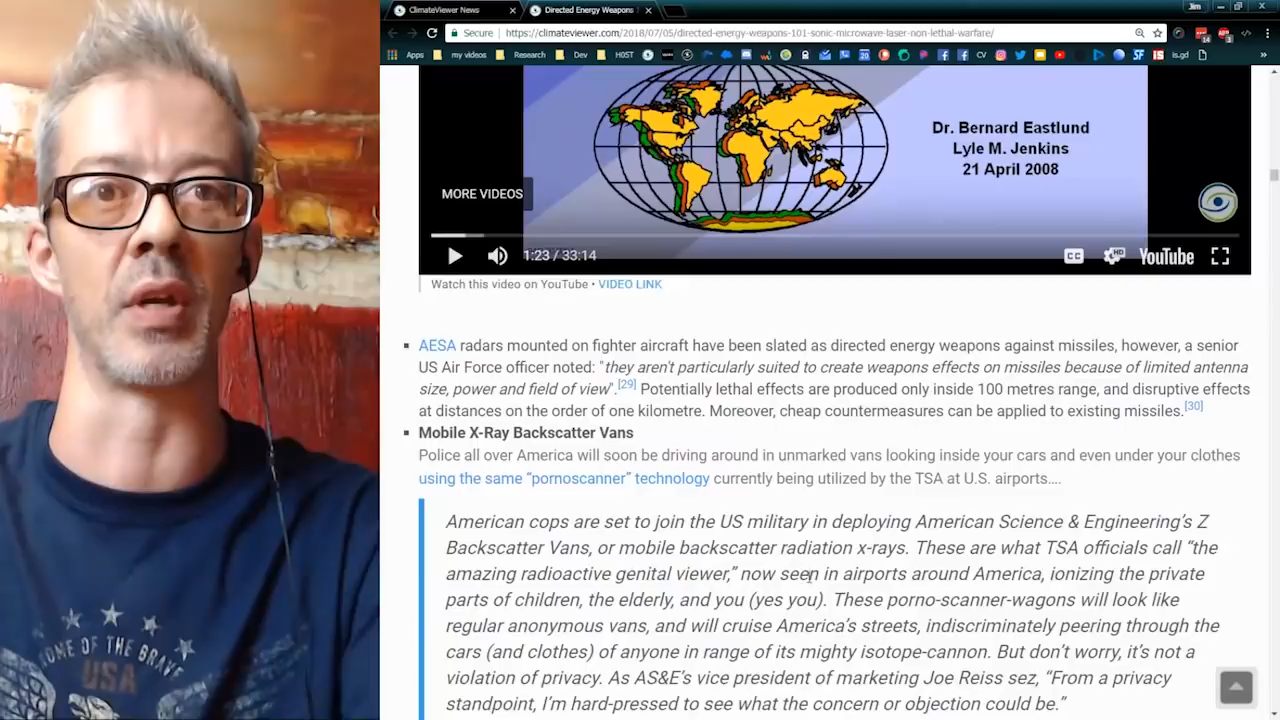 ClimateViewer News
Directed Energy Weapons
Jim
Secure
https://climateviewer.com/2018/07/05/directed-energy-weapons-101-sonic-microwave-laser-non-lethal-warfare/
Apps
my videos
Research
Dev
H0ST
CV
is.gd
Dr. Bernard Eastlund
Lyle M. Jenkins
21 April 2008
MORE VIDEOS
1:23 / 33:14
CC
HD
YouTube
Watch this video on YouTube • VIDEO LINK
▪ AESA radars mounted on fighter aircraft have been slated as directed energy weapons against missiles, however, a senior
US Air Force officer noted: "they aren't particularly suited to create weapons effects on missiles because of limited antenna
size, power and field of view".[29] Potentially lethal effects are produced only inside 100 metres range, and disruptive effects
at distances on the order of one kilometre. Moreover, cheap countermeasures can be applied to existing missiles.[30]
▪ Mobile X-Ray Backscatter Vans
Police all over America will soon be driving around in unmarked vans looking inside your cars and even under your clothes
using the same “pornoscanner” technology currently being utilized by the TSA at U.S. airports….
American cops are set to join the US military in deploying American Science & Engineering’s Z
Backscatter Vans, or mobile backscatter radiation x-rays. These are what TSA officials call “the
amazing radioactive genital viewer,” now seen in airports around America, ionizing the private
parts of children, the elderly, and you (yes you). These porno-scanner-wagons will look like
regular anonymous vans, and will cruise America’s streets, indiscriminately peering through the
cars (and clothes) of anyone in range of its mighty isotope-cannon. But don’t worry, it’s not a
violation of privacy. As AS&E’s vice president of marketing Joe Reiss sez, “From a privacy
standpoint, I’m hard-pressed to see what the concern or objection could be.”
HOME OF THE BRAVE
USA